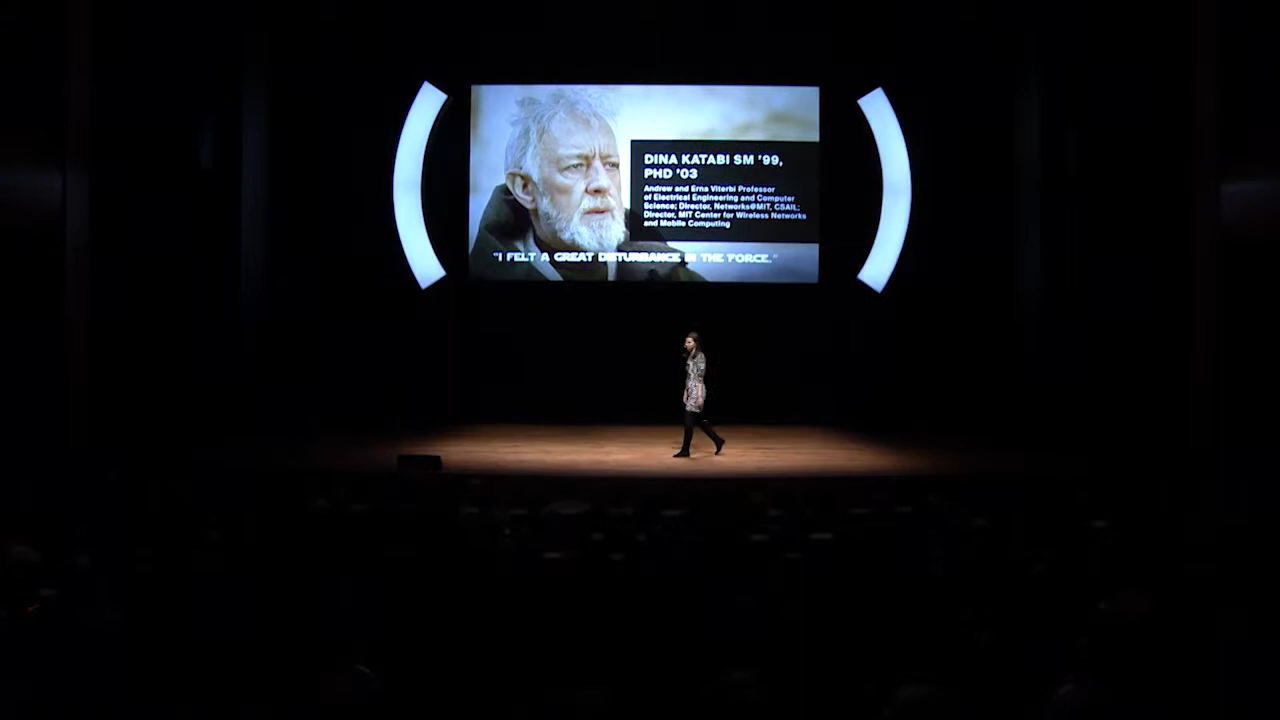 DINA KATABI SM '99,
PHD '03
Andrew and Erna Viterbi Professor
of Electrical Engineering and Computer
Science; Director, Networks@MIT, CSAIL;
Director, MIT Center for Wireless Networks
and Mobile Computing
"I FELT A GREAT DISTURBANCE IN THE FORCE."